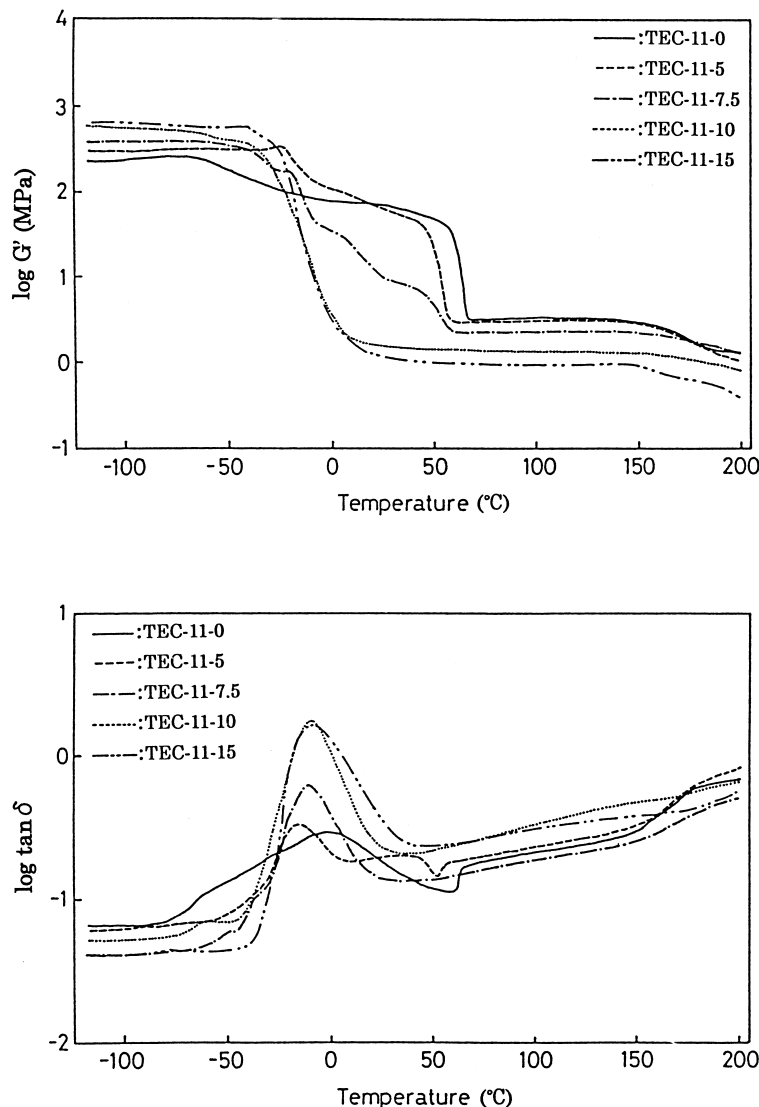 4
3
2
1
0
-1
log G' (MPa)
:TEC-11-0
:TEC-11-5
:TEC-11-7.5
:TEC-11-10
:TEC-11-15
-100 -50 0 50 100 150 200
Temperature (°C)
1
0
-1
-2
log tan δ
:TEC-11-0
:TEC-11-5
:TEC-11-7.5
:TEC-11-10
:TEC-11-15
-100 -50 0 50 100 150 200
Temperature (°C)